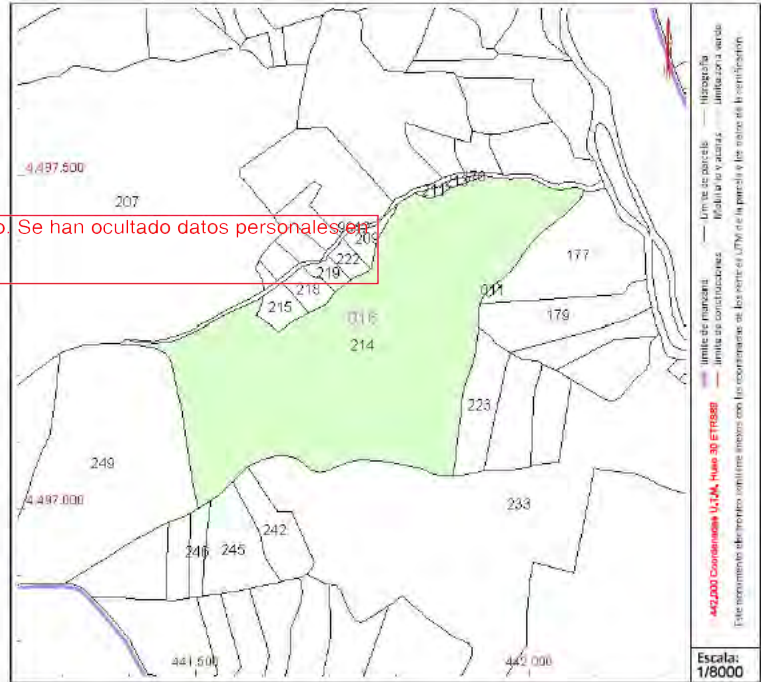 4,497,500
207
o. Se han ocultado datos personales en
211
209
222
219
218
215
177
011
179
016
214
223
249
4,497,000
233
242
245
246
441,500
442,000
límite de manzana
Límite de parcela
Hidrografía
límite de construcciones
Mobiliario y aceras
Límite zona verde
442,000 Coordenadas U.T.M. Huso 30 ETRS89
Este documento electrónico contiene anexos con las coordenadas de los vértices UTM de la parcela y los datos de la certificación
Escala:
1/8000